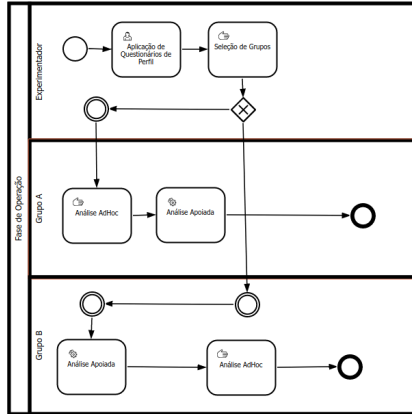 Fase de Operação
Experimentador
Aplicação de
Questionários de
Perfil
Seleção de Grupos
Grupo A
Análise AdHoc
Análise Apoiada
Grupo B
Análise Apoiada
Análise AdHoc